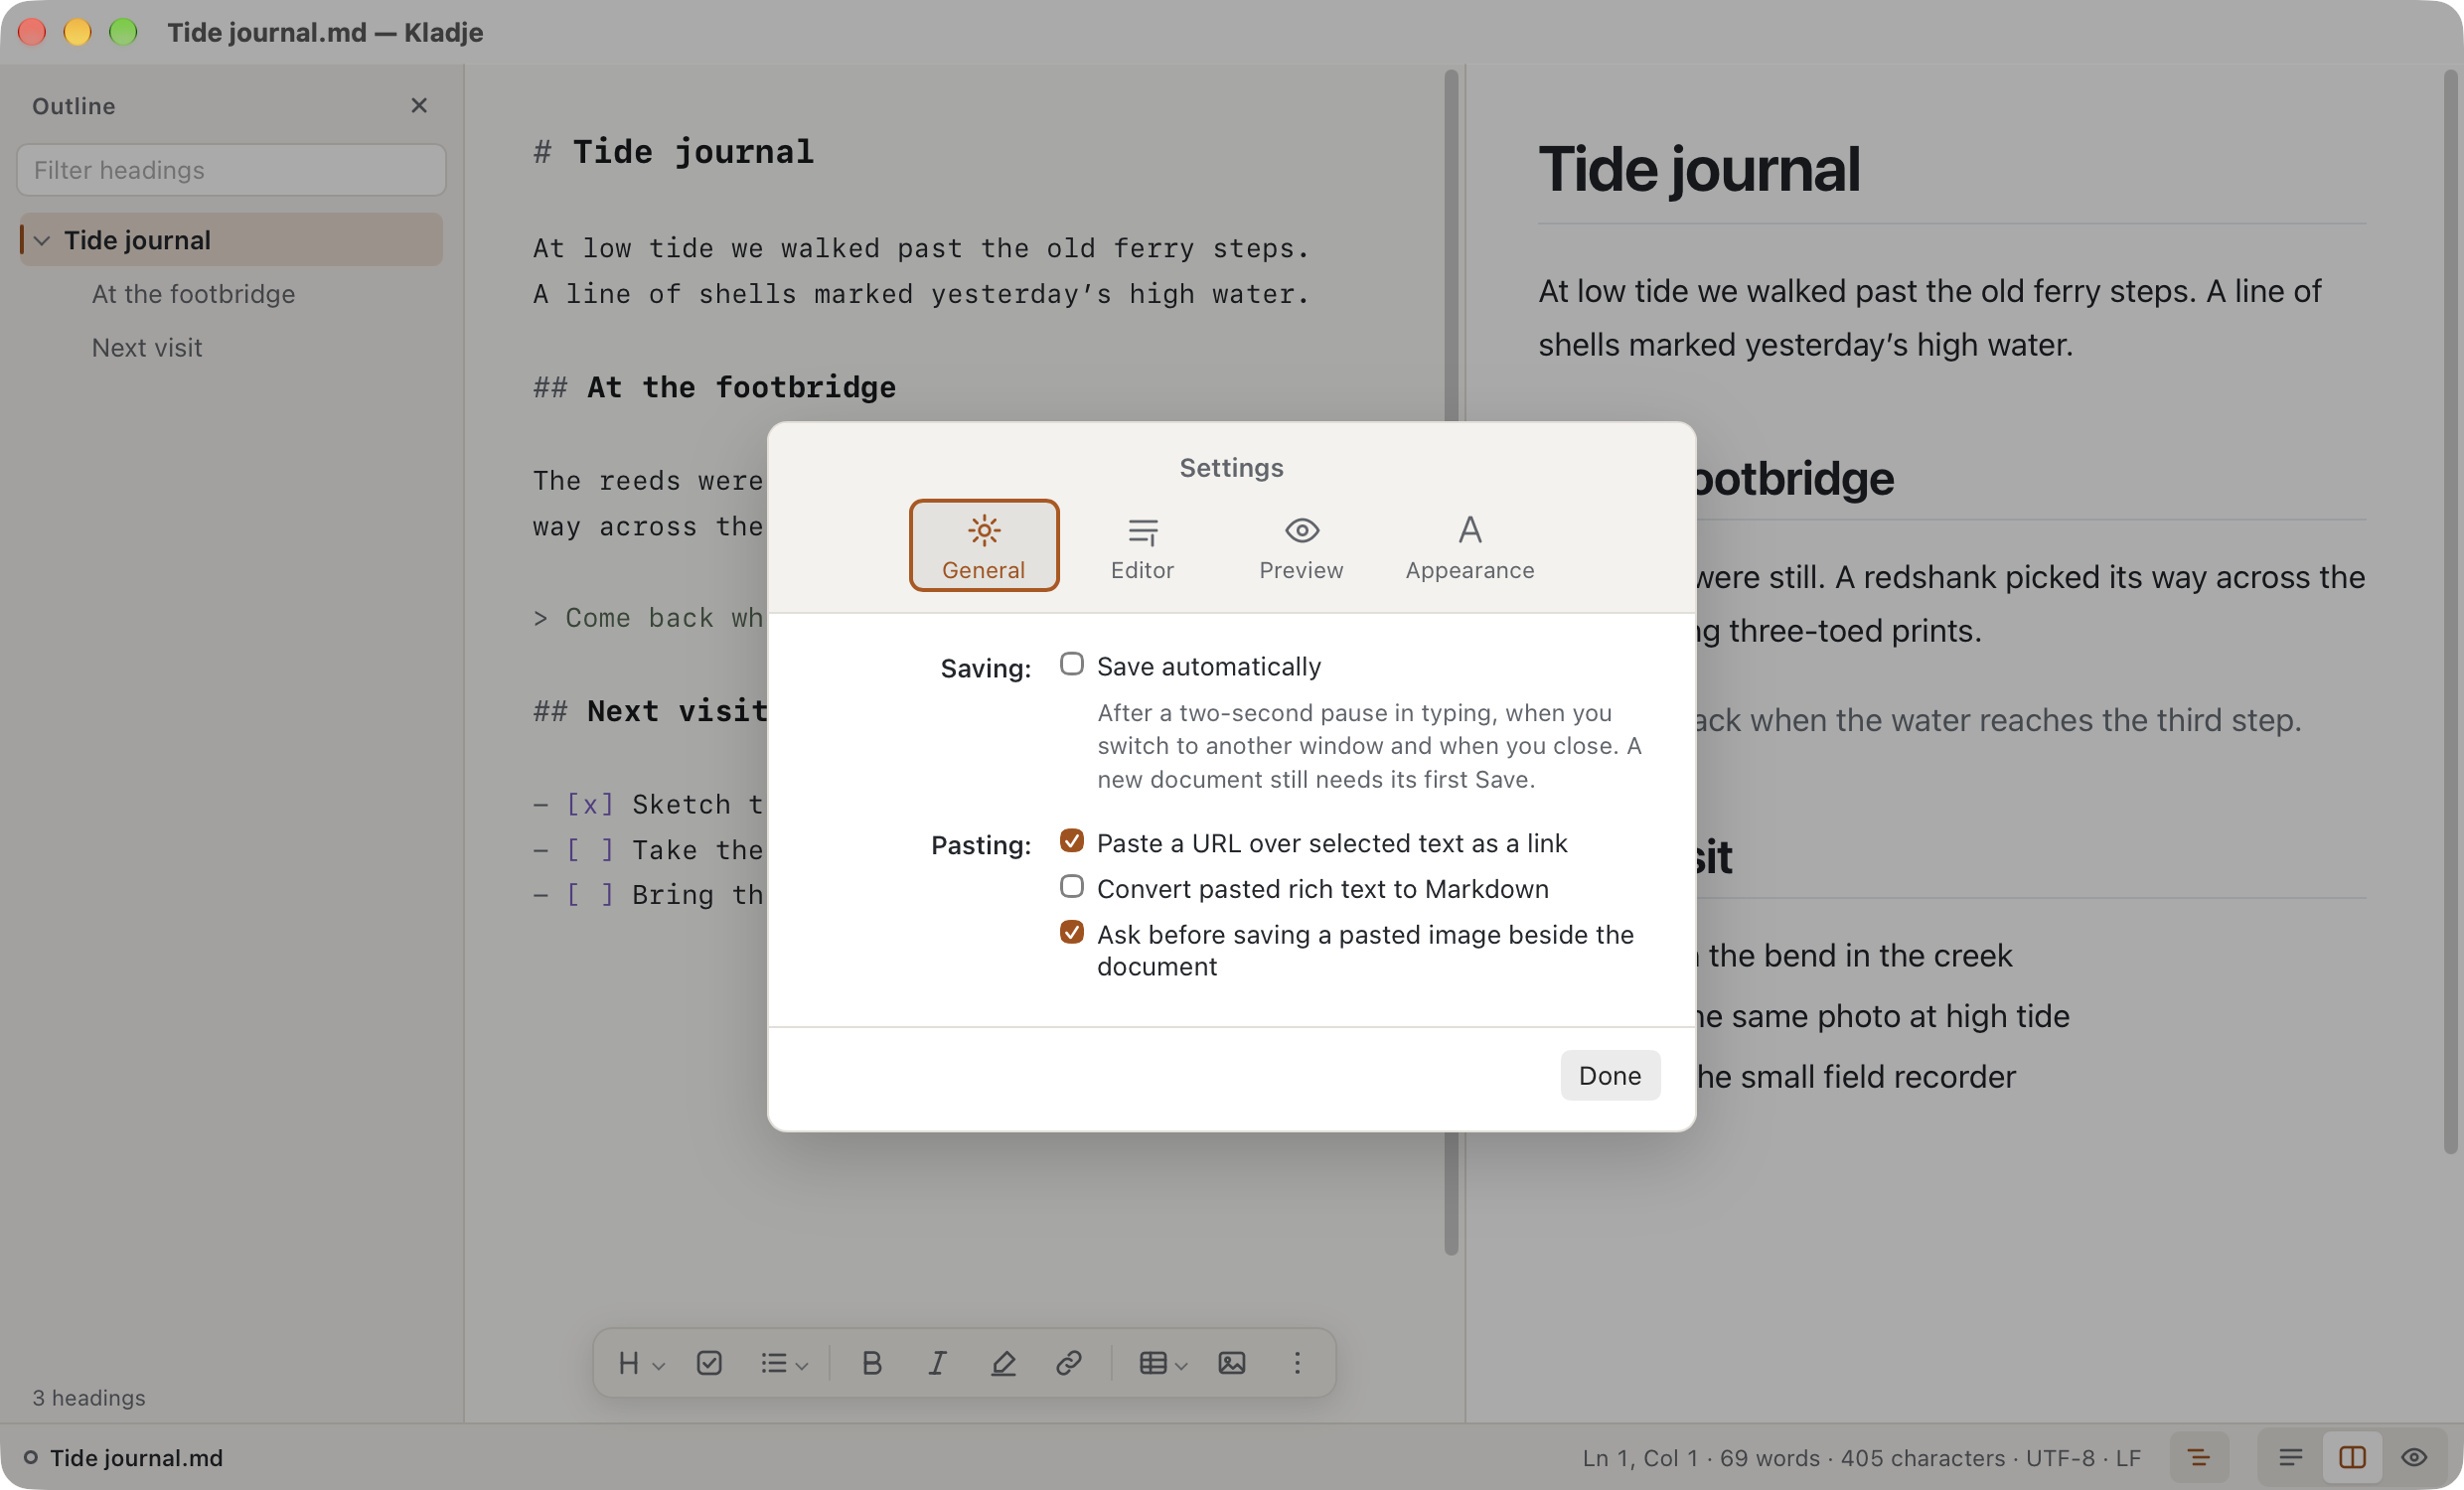 Tide journal.md — Kladje
Outline
Filter headings
Tide journal
At the footbridge
Next visit
3 headings
# Tide journal
At low tide we walked past the old ferry steps.
A line of shells marked yesterday’s high water.
## At the footbridge
The reeds were
way across the
> Come back wh
## Next visit
– [x] Sketch t
– [ ] Take the
– [ ] Bring th
Tide journal
At low tide we walked past the old ferry steps. A line of
shells marked yesterday’s high water.
ootbridge
were still. A redshank picked its way across the
ng three-toed prints.
ack when the water reaches the third step.
sit
the bend in the creek
he same photo at high tide
he small field recorder
Settings
General
Editor
Preview
Appearance
Saving:
Save automatically
After a two-second pause in typing, when you
switch to another window and when you close. A
new document still needs its first Save.
Pasting:
Paste a URL over selected text as a link
Convert pasted rich text to Markdown
Ask before saving a pasted image beside the
document
Done
H
B
I
Tide journal.md
Ln 1, Col 1 · 69 words · 405 characters · UTF-8 · LF